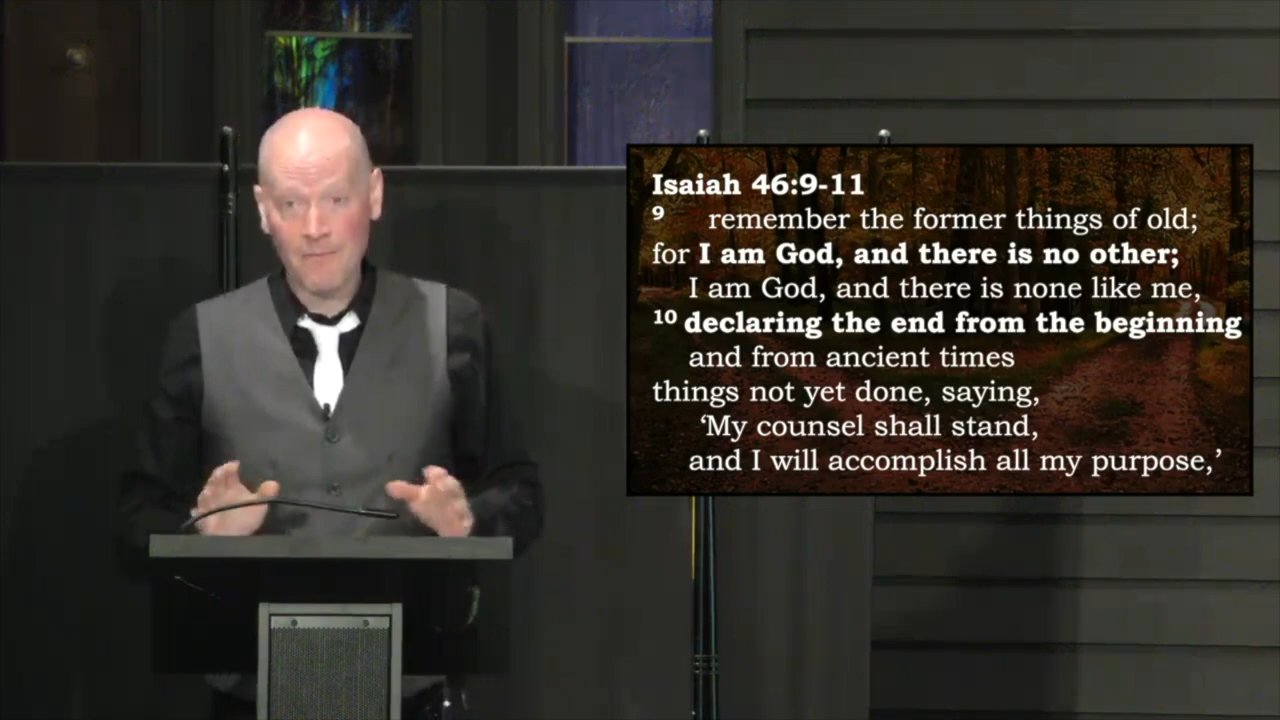 Isaiah 46:9-11
⁹ remember the former things of old;
for I am God, and there is no other;
I am God, and there is none like me,
¹⁰ declaring the end from the beginning
and from ancient times
things not yet done, saying,
‘My counsel shall stand,
and I will accomplish all my purpose,’